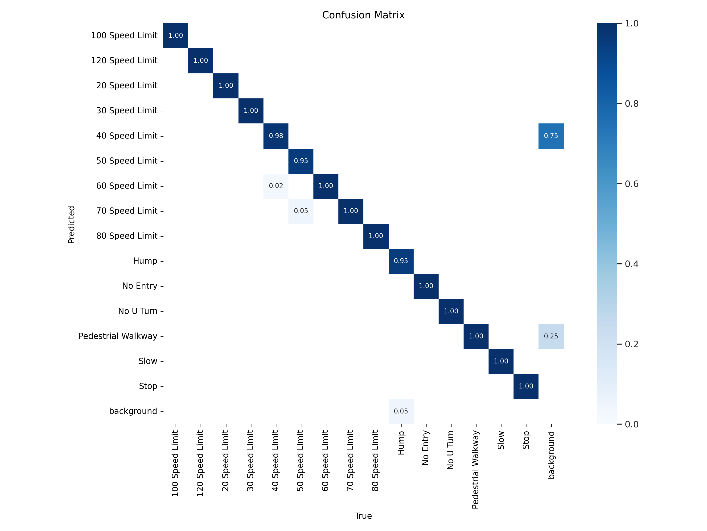 Confusion Matrix
100 Speed Limit
1.00
1.0
120 Speed Limit
1.00
20 Speed Limit
1.00
0.8
30 Speed Limit
1.00
40 Speed Limit
0.98
0.75
50 Speed Limit
0.95
0.6
60 Speed Limit
0.02
1.00
70 Speed Limit
0.05
1.00
Predicted
80 Speed Limit
1.00
0.4
Hump
0.95
No Entry
1.00
No U Turn
1.00
0.2
Pedestrial Walkway
1.00
0.25
Slow
1.00
Stop
1.00
background
0.05
0.0
100 Speed Limit
120 Speed Limit
20 Speed Limit
30 Speed Limit
40 Speed Limit
50 Speed Limit
60 Speed Limit
70 Speed Limit
80 Speed Limit
Hump
No Entry
No U Turn
Pedestrial Walkway
Slow
Stop
background
True